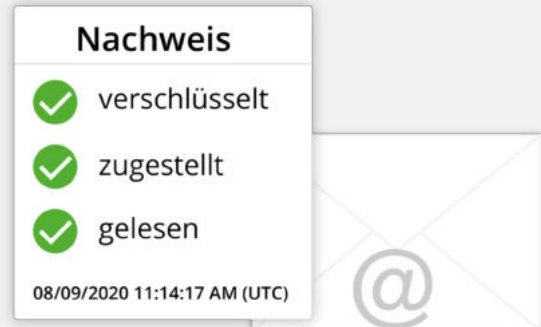 Nachweis
verschlüsselt
zugestellt
gelesen
08/09/2020 11:14:17 AM (UTC)
@